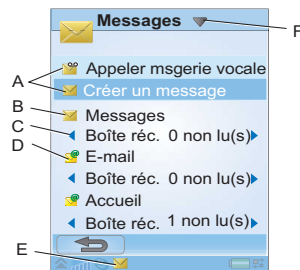 Messages
F
A
Appeler msgerie vocale
Créer un message
B
Messages
C
Boîte réc. 0 non lu(s)
D
E-mail
Boîte réc. 0 non lu(s)
Accueil
Boîte réc. 1 non lu(s)
E